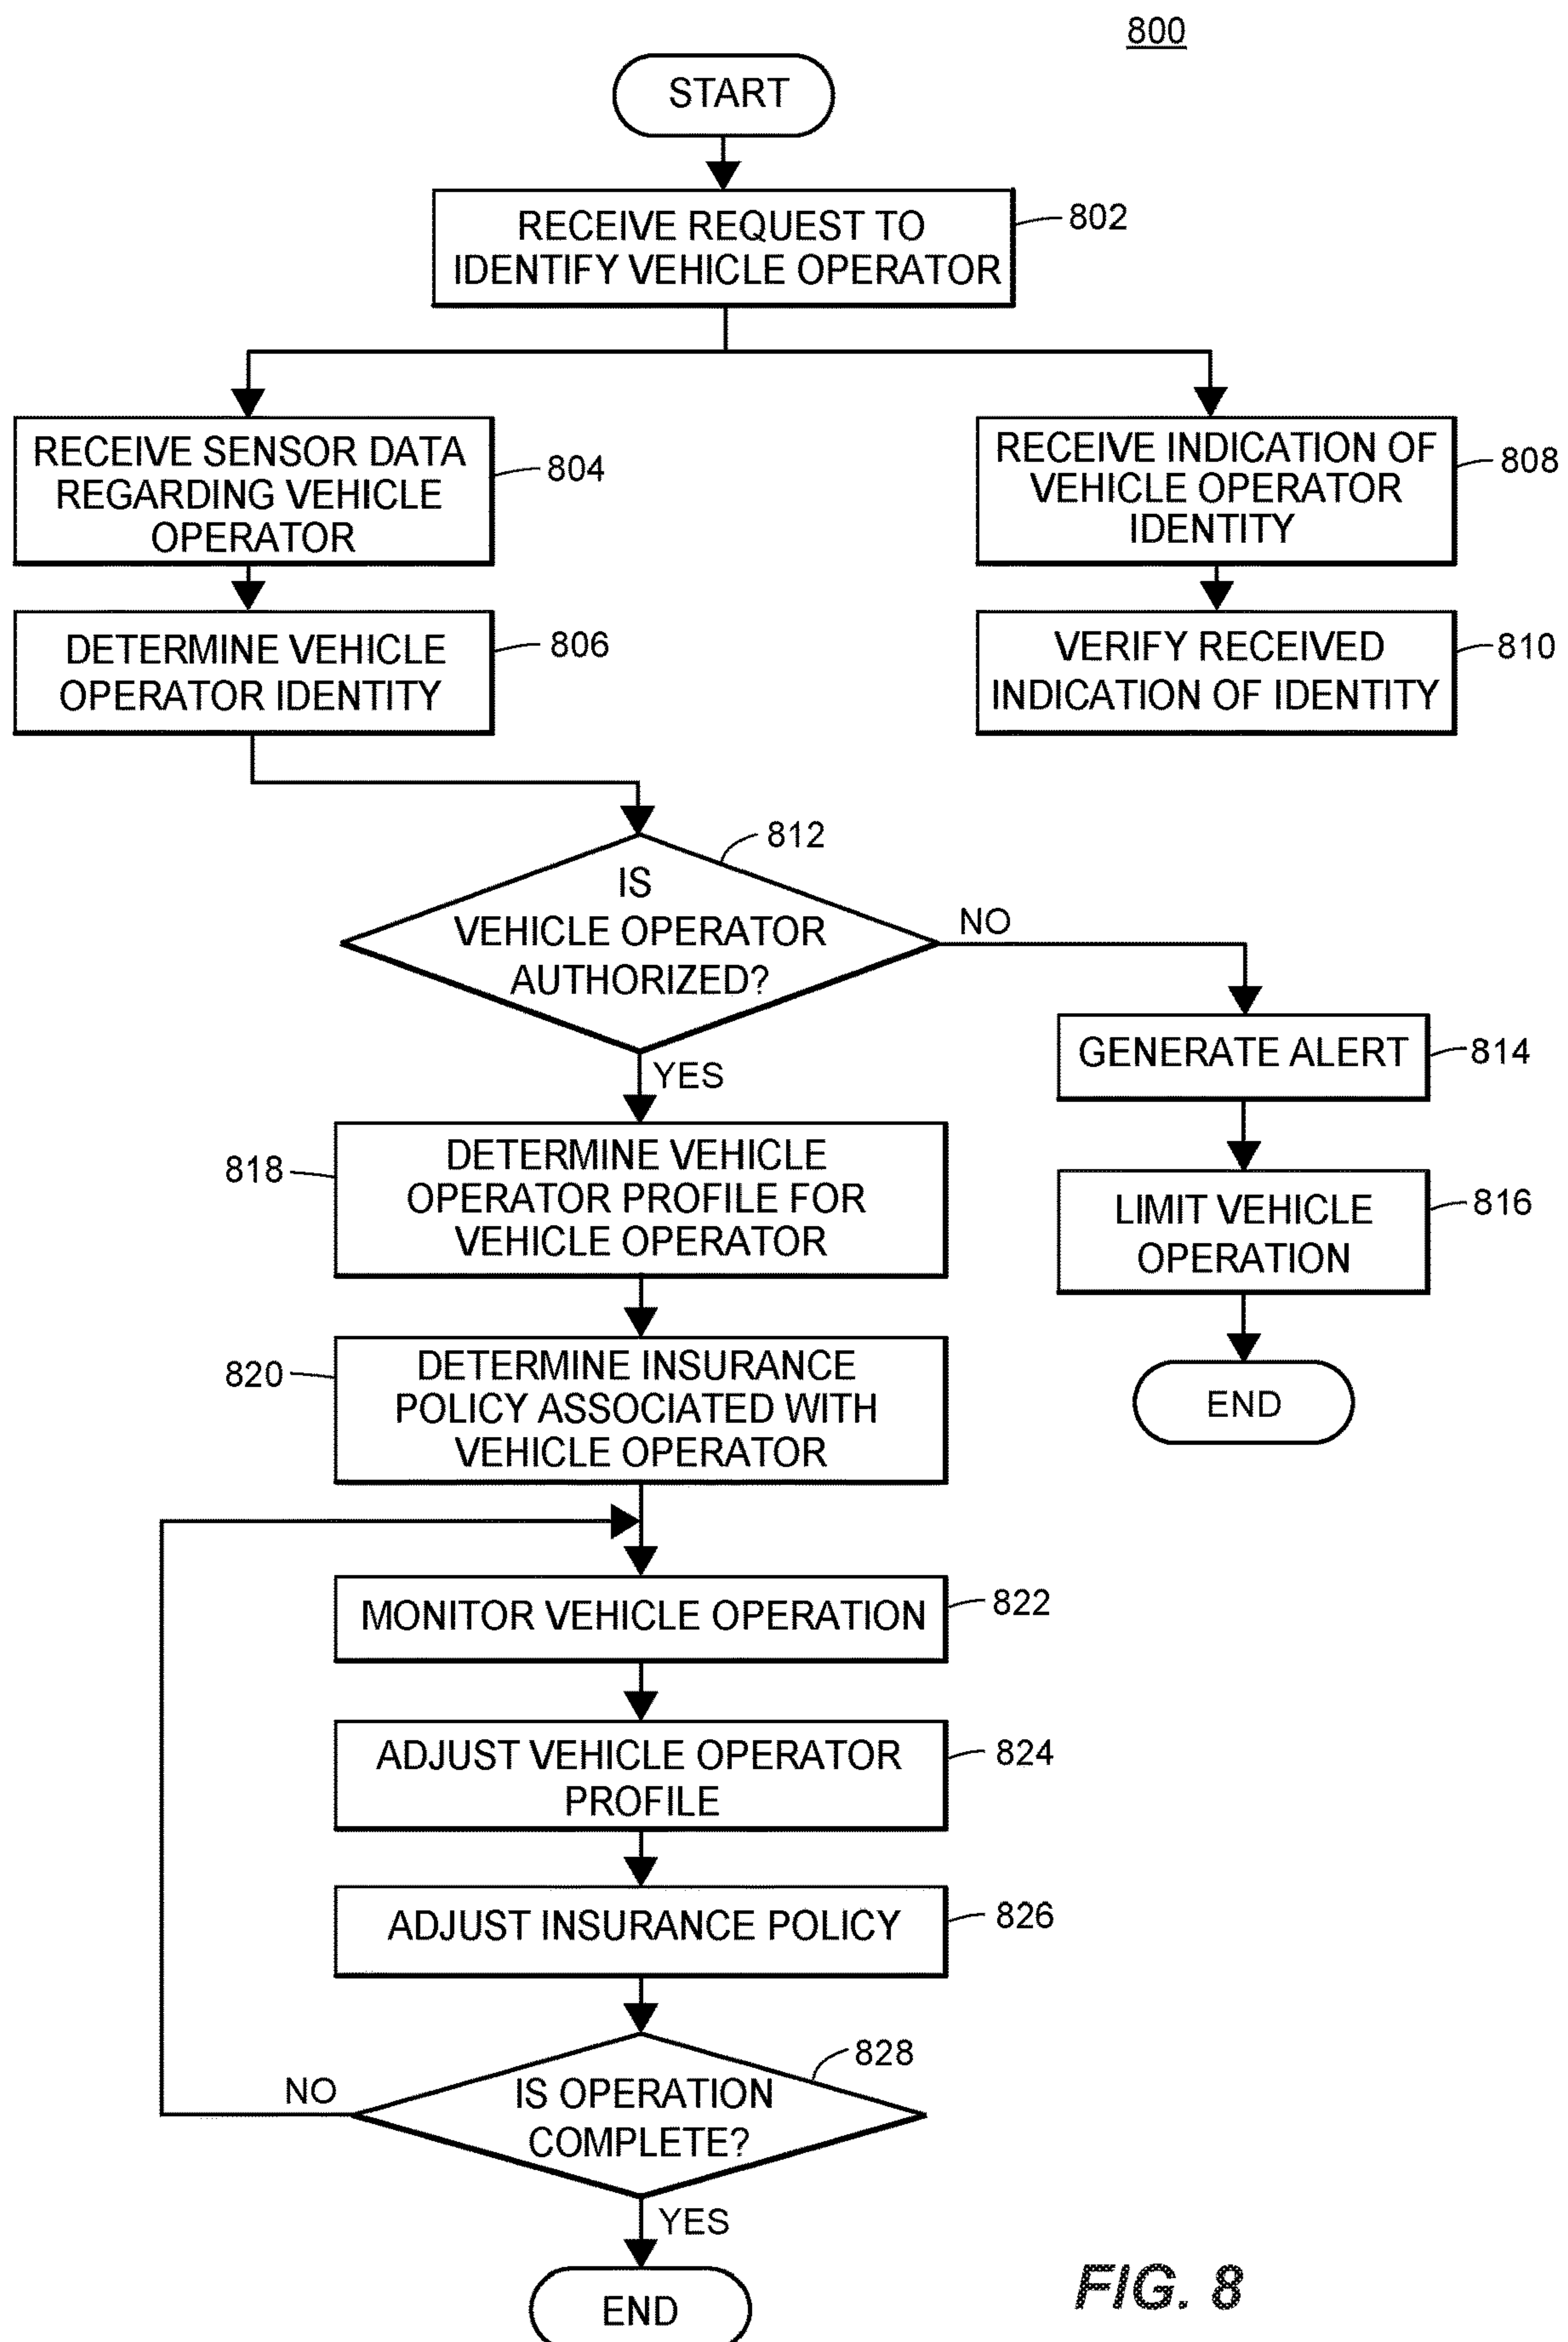 800
START
RECEIVE REQUEST TO
IDENTIFY VEHICLE OPERATOR
802
RECEIVE SENSOR DATA
REGARDING VEHICLE
OPERATOR
804
RECEIVE INDICATION OF
VEHICLE OPERATOR
IDENTITY
808
DETERMINE VEHICLE
OPERATOR IDENTITY
806
VERIFY RECEIVED
INDICATION OF IDENTITY
810
812
IS
VEHICLE OPERATOR
AUTHORIZED?
NO
YES
GENERATE ALERT
814
818
DETERMINE VEHICLE
OPERATOR PROFILE FOR
VEHICLE OPERATOR
LIMIT VEHICLE
OPERATION
816
820
DETERMINE INSURANCE
POLICY ASSOCIATED WITH
VEHICLE OPERATOR
END
MONITOR VEHICLE OPERATION
822
ADJUST VEHICLE OPERATOR
PROFILE
824
ADJUST INSURANCE POLICY
826
828
IS OPERATION
COMPLETE?
NO
YES
END
FIG. 8